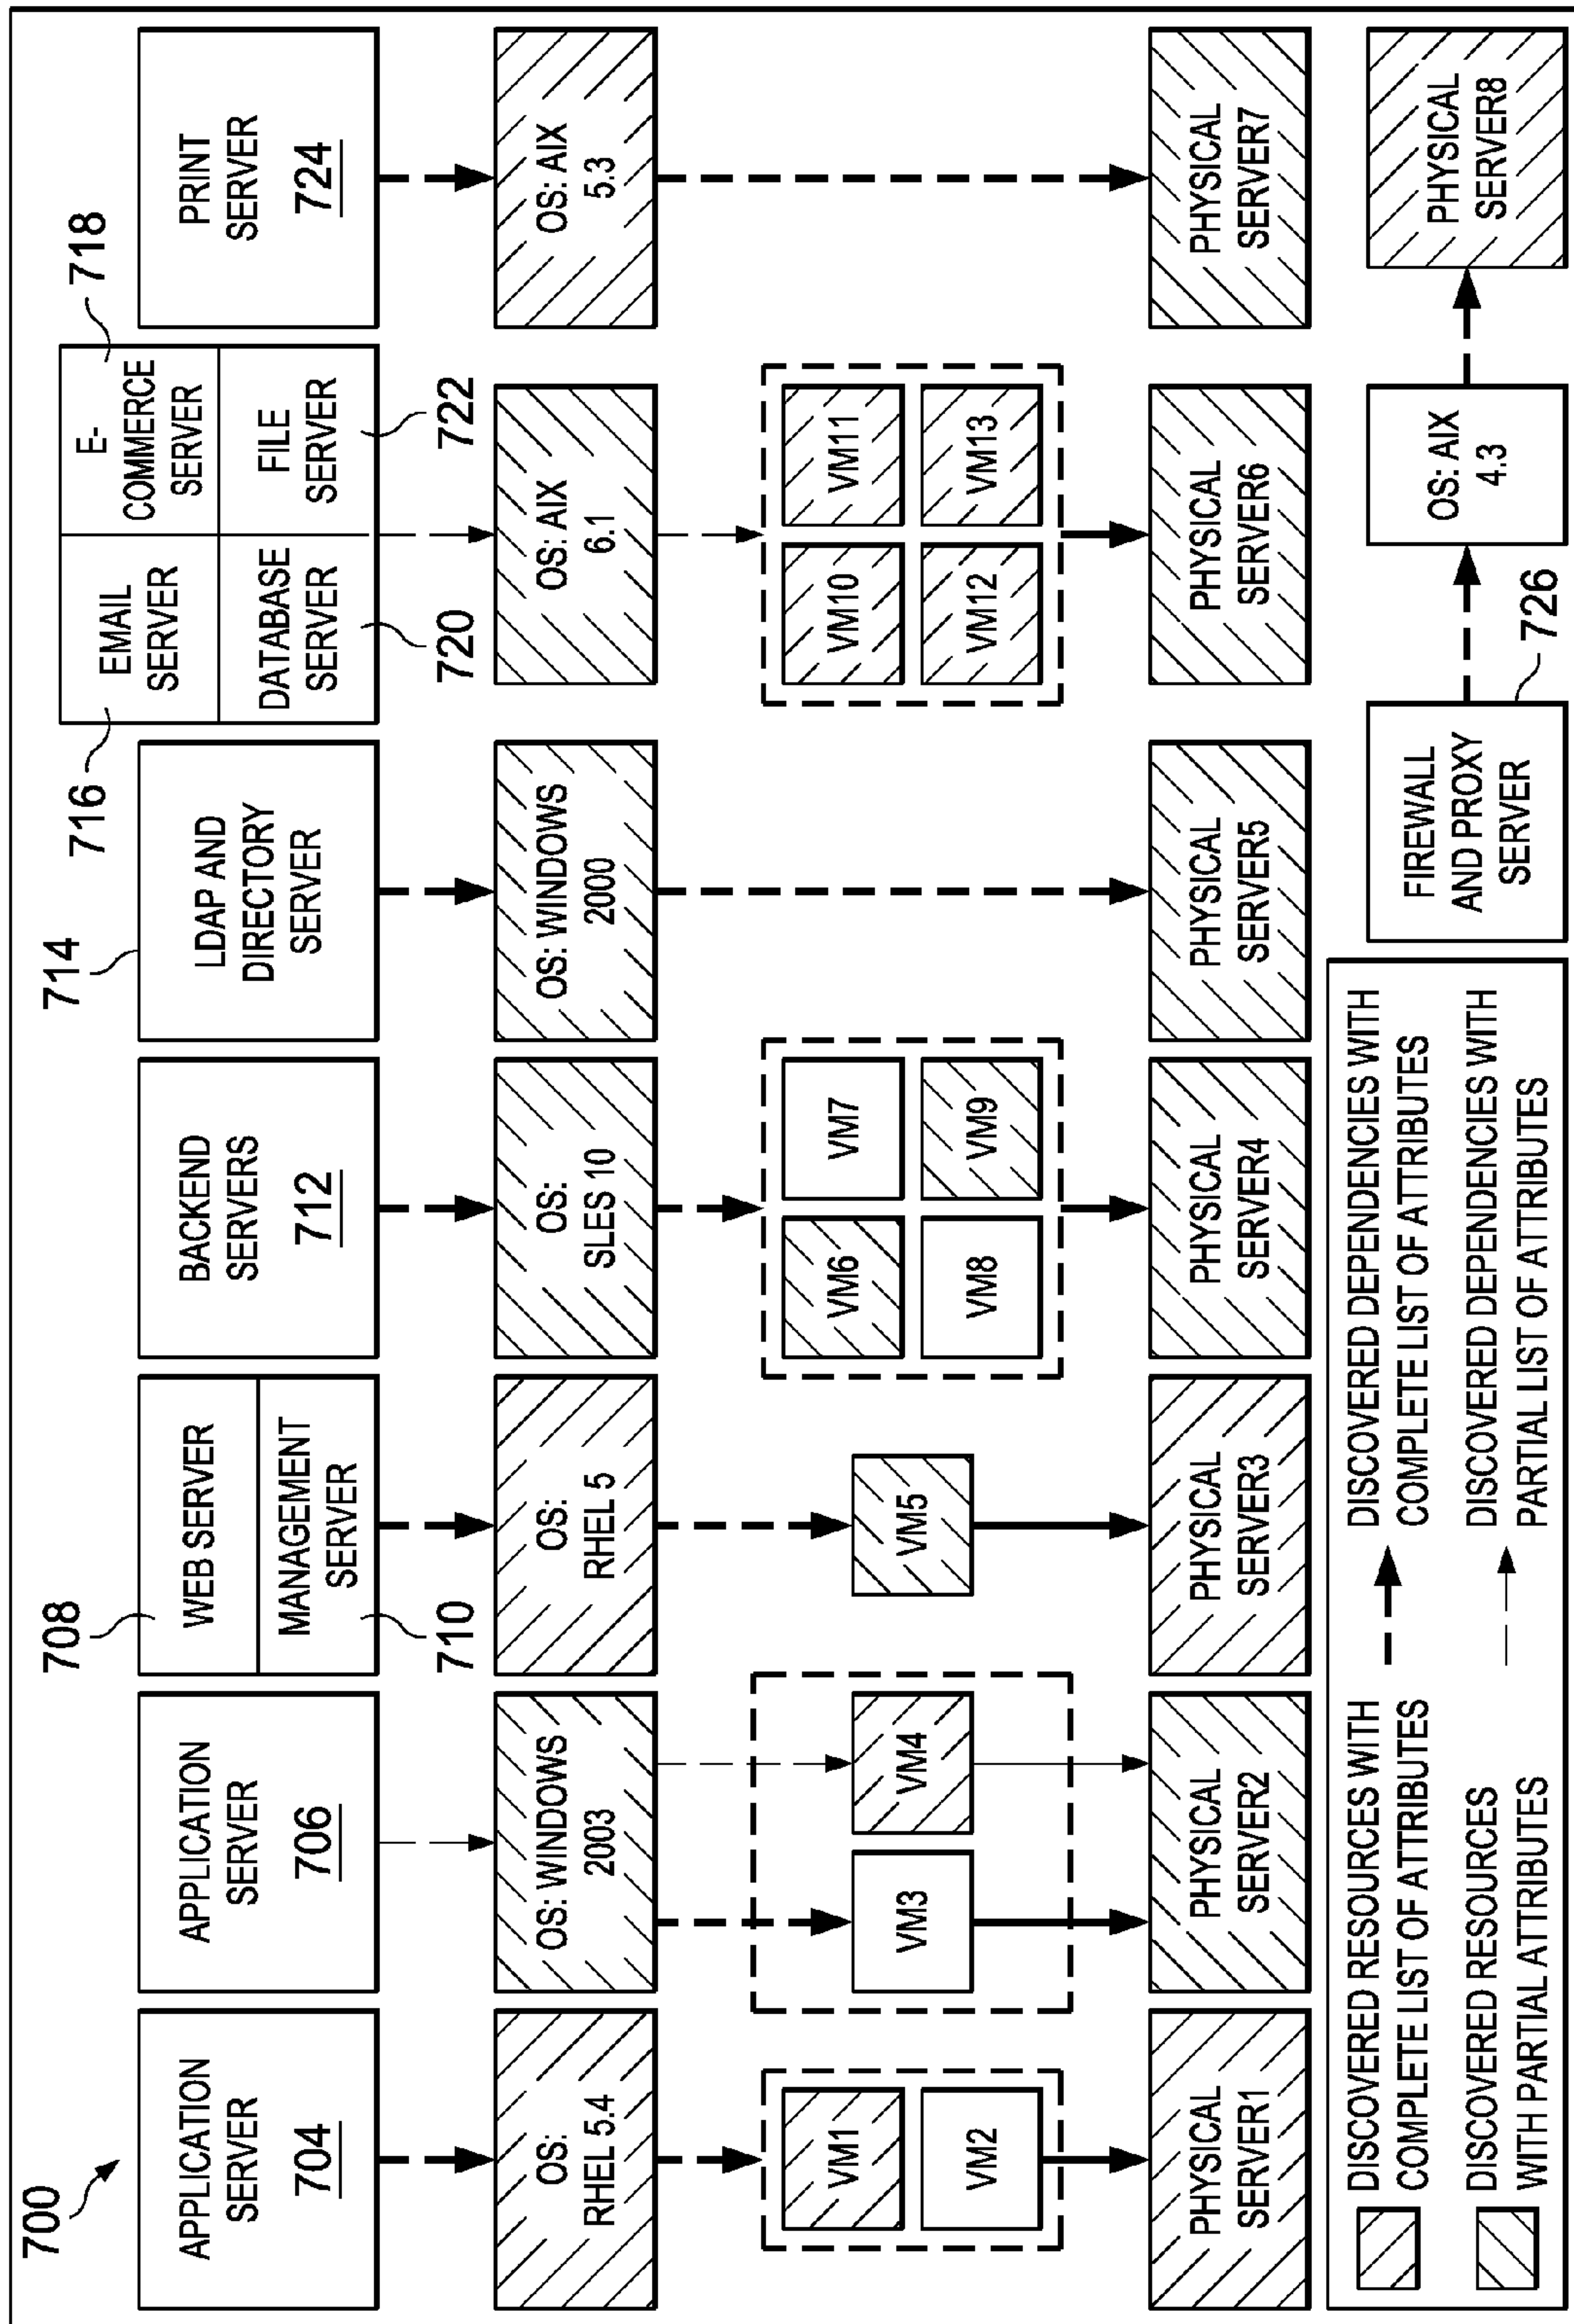 700
APPLICATION
SERVER
704
APPLICATION
SERVER
706
708
WEB SERVER
MANAGEMENT
SERVER
710
BACKEND
SERVERS
712
714
LDAP AND
DIRECTORY
SERVER
716
EMAIL
SERVER
E-
COMMERCE
SERVER
718
DATABASE
SERVER
720
FILE
SERVER
722
PRINT
SERVER
724
OS:
RHEL 5.4
OS: WINDOWS
2003
OS:
RHEL 5
OS:
SLES 10
OS: WINDOWS
2000
OS: AIX
6.1
OS: AIX
5.3
VM1
VM2
VM3
VM4
VM5
VM6
VM7
VM8
VM9
VM10
VM11
VM12
VM13
PHYSICAL
SERVER1
PHYSICAL
SERVER2
PHYSICAL
SERVER3
PHYSICAL
SERVER4
PHYSICAL
SERVER5
PHYSICAL
SERVER6
PHYSICAL
SERVER7
DISCOVERED RESOURCES WITH
COMPLETE LIST OF ATTRIBUTES
DISCOVERED RESOURCES
WITH PARTIAL ATTRIBUTES
DISCOVERED DEPENDENCIES WITH
COMPLETE LIST OF ATTRIBUTES
DISCOVERED DEPENDENCIES WITH
PARTIAL LIST OF ATTRIBUTES
FIREWALL
AND PROXY
SERVER
726
OS: AIX
4.3
PHYSICAL
SERVER8